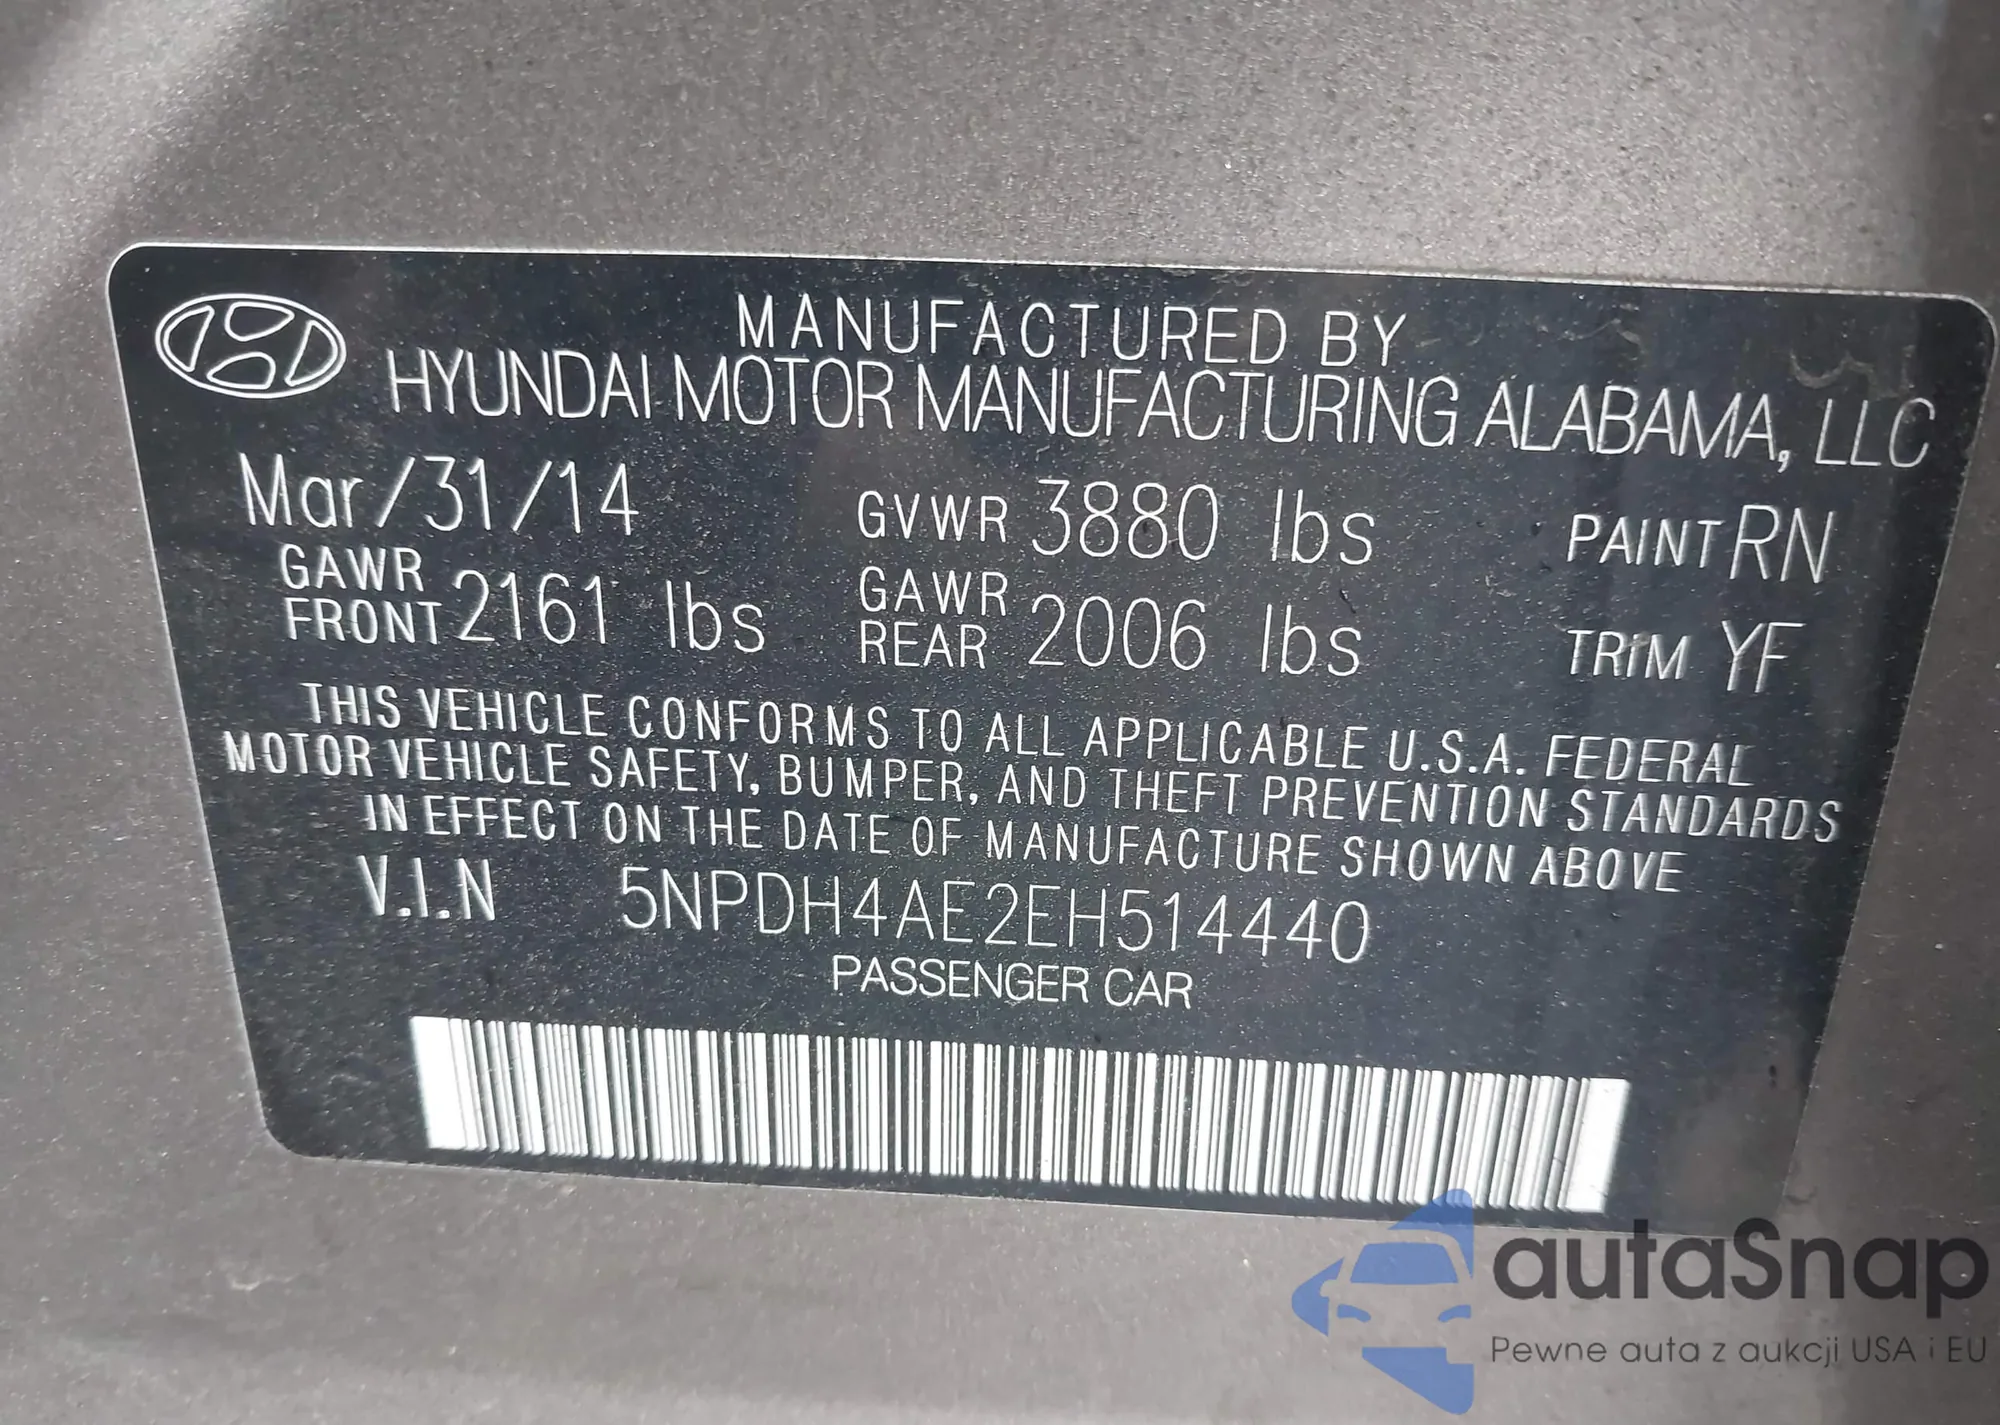 MANUFACTURED BY
HYUNDAI MOTOR MANUFACTURING ALABAMA, LLC
Mar/31/14 GVWR 3880 lbs PAINT RN
GAWR FRONT 2161 lbs GAWR REAR 2006 lbs TRIM YF
THIS VEHICLE CONFORMS TO ALL APPLICABLE U.S.A. FEDERAL
MOTOR VEHICLE SAFETY, BUMPER, AND THEFT PREVENTION STANDARDS
IN EFFECT ON THE DATE OF MANUFACTURE SHOWN ABOVE
V.I.N 5NPDH4AE2EH514440
PASSENGER CAR
autaSnap
Pewne auta z aukcji USA i EU